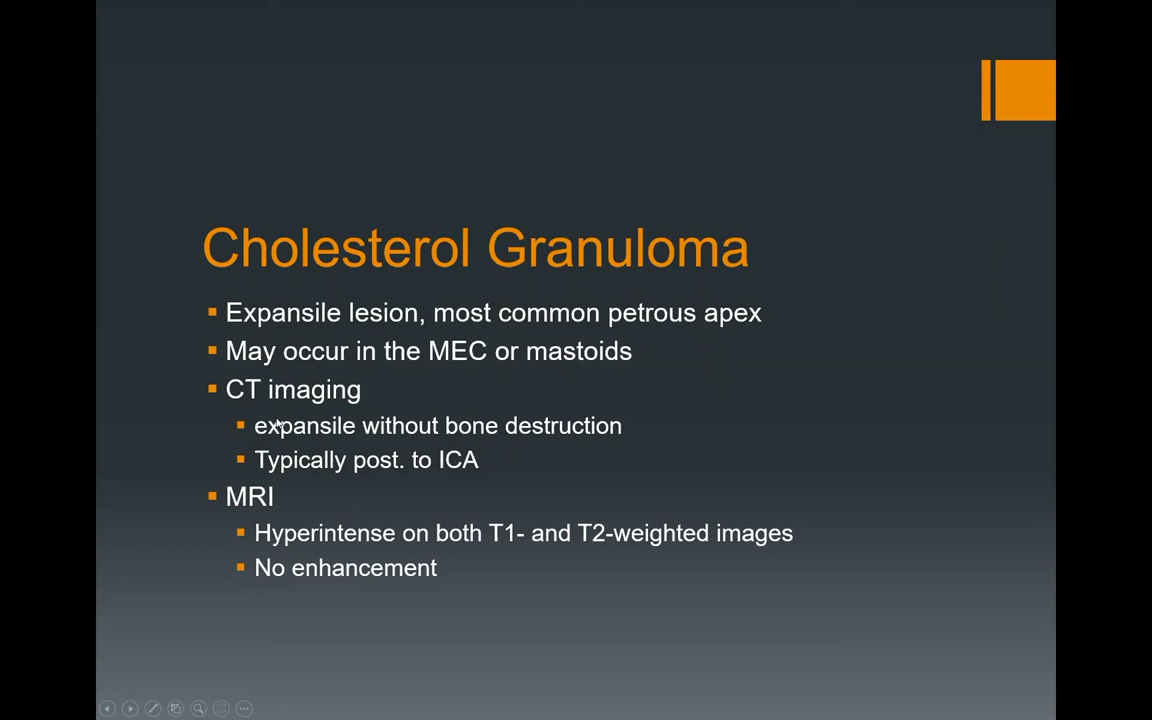 Cholesterol Granuloma
Expansile lesion, most common petrous apex
May occur in the MEC or mastoids
CT imaging
expansile without bone destruction
Typically post. to ICA
MRI
Hyperintense on both T1- and T2-weighted images
No enhancement